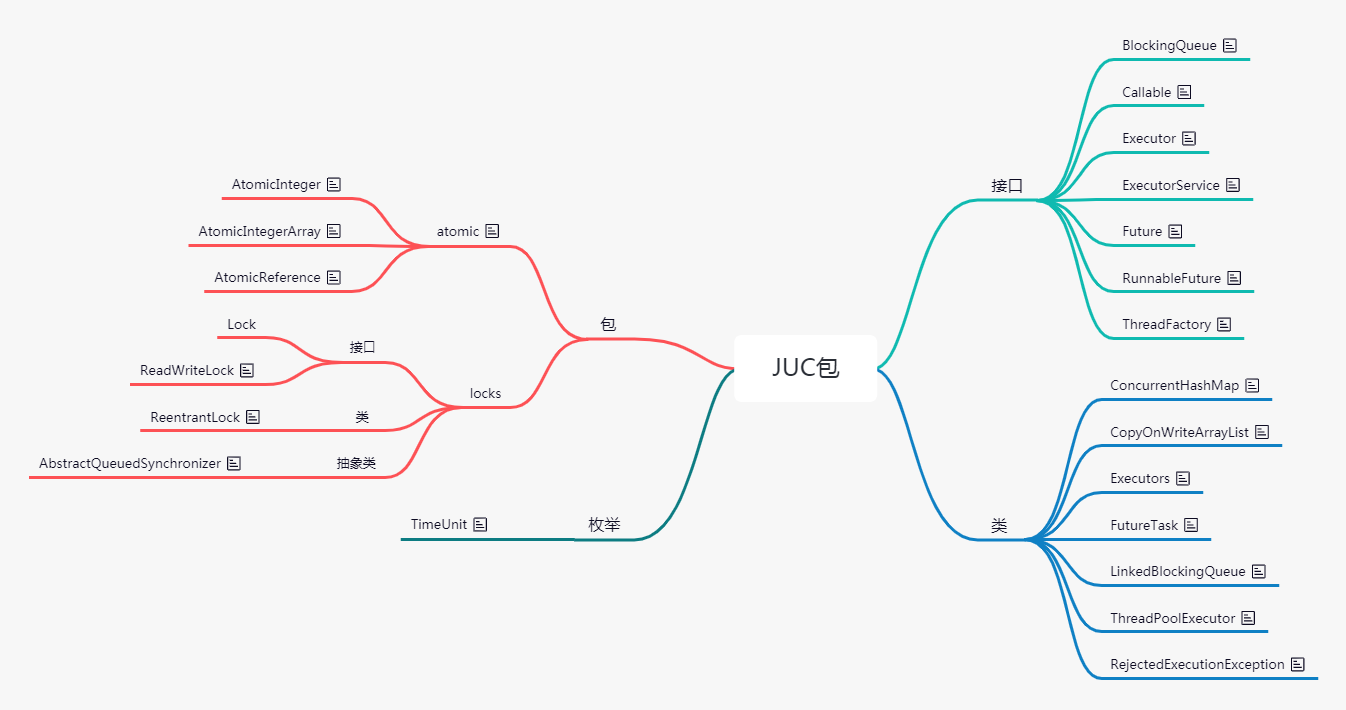 JUC包
接口
BlockingQueue
Callable
Executor
ExecutorService
Future
RunnableFuture
ThreadFactory
类
ConcurrentHashMap
CopyOnWriteArrayList
Executors
FutureTask
LinkedBlockingQueue
ThreadPoolExecutor
RejectedExecutionException
包
atomic
AtomicInteger
AtomicIntegerArray
AtomicReference
locks
接口
Lock
ReadWriteLock
类
ReentrantLock
抽象类
AbstractQueuedSynchronizer
枚举
TimeUnit